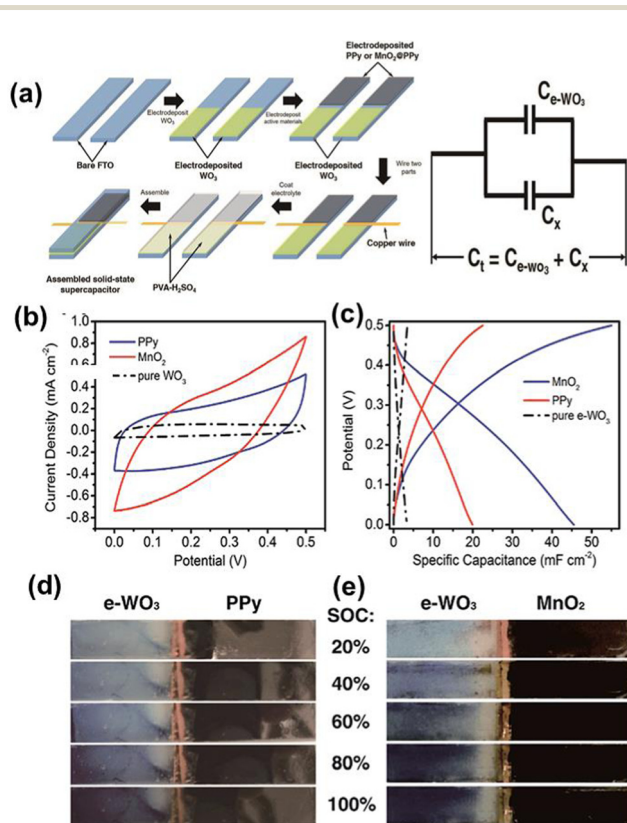 (a)
Electrodeposited
PPy or MnO₂@PPy
Electrodeposit
WO₃
Electrodeposit
active materials
Bare FTO
Electrodeposited
WO₃
Electrodeposited
WO₃
Wire two
parts
Assemble
Coat
electrolyte
Copper wire
Assembled solid-state
supercapacitor
PVA-H₂SO₄
Cₑ₋WO₃
Cₓ
Cₜ = Cₑ₋WO₃ + Cₓ
(b)
1.0
0.8
0.6
0.4
0.2
0.0
-0.2
-0.4
-0.6
-0.8
Current Density (mA cm⁻²)
PPy
MnO₂
pure WO₃
0.0 0.1 0.2 0.3 0.4 0.5
Potential (V)
(c)
0.5
0.4
0.3
0.2
0.1
0.0
Potential (V)
MnO₂
PPy
pure e-WO₃
0 10 20 30 40 50
Specific Capacitance (mF cm⁻²)
(d)
e-WO₃ PPy
SOC:
20%
40%
60%
80%
100%
(e)
e-WO₃ MnO₂